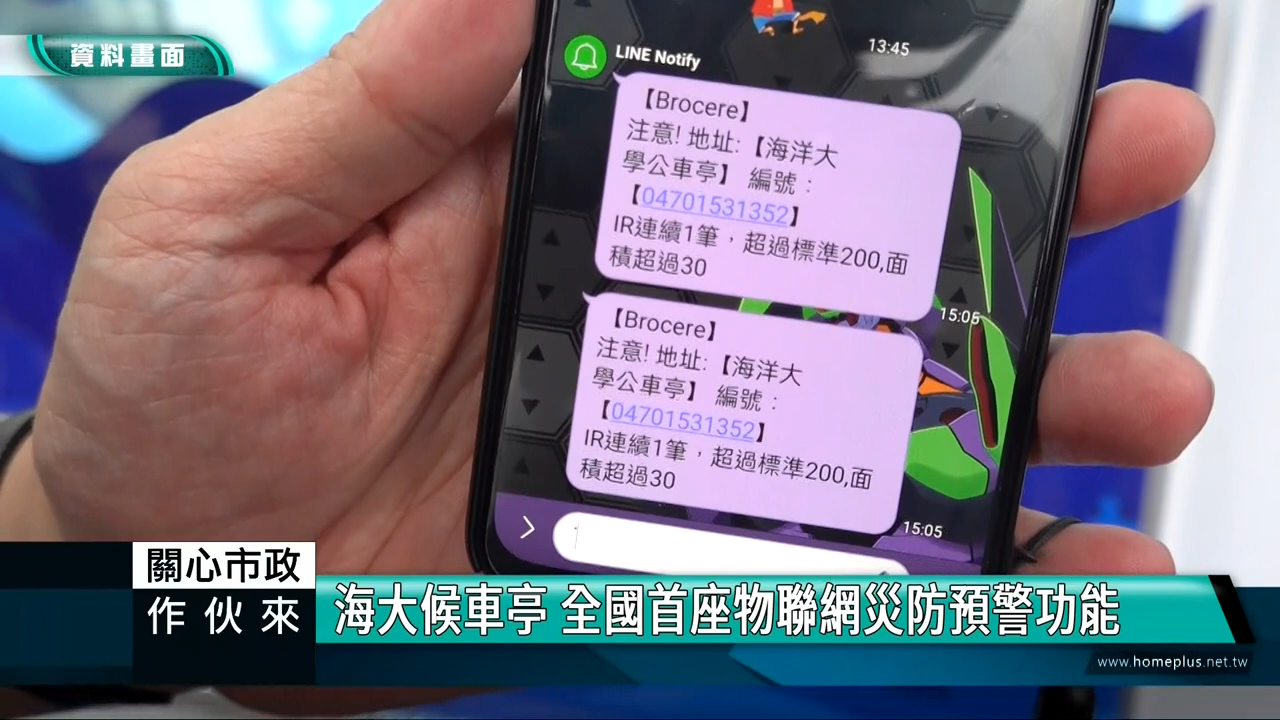 資料畫面
13:45
LINE Notify
【Brocere】
注意! 地址:【海洋大
學公車亭】 編號：
【04701531352】
IR連續1筆，超過標準200,面
積超過30
15:05
【Brocere】
注意! 地址:【海洋大
學公車亭】 編號：
【04701531352】
IR連續1筆，超過標準200,面
積超過30
15:05
關心市政
作伙來
海大候車亭 全國首座物聯網災防預警功能
www.homeplus.net.tw